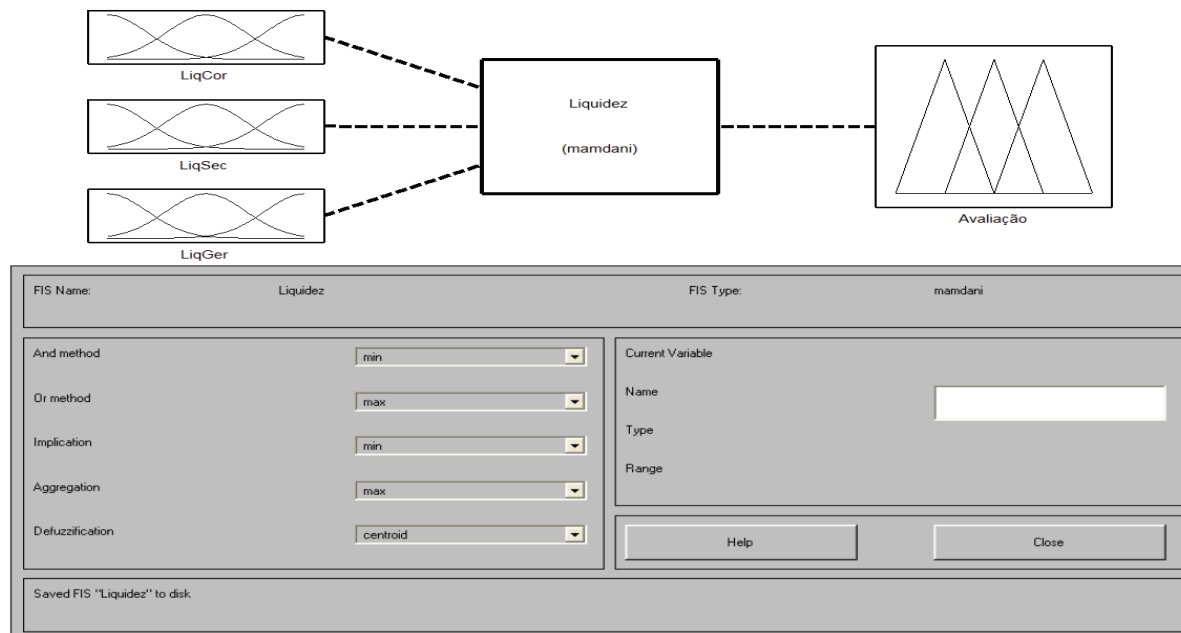 LiqCor
LiqSec
LiqGer
Liquidez
(mamdani)
Avaliação
FIS Name: Liquidez FIS Type: mamdani
And method min
Or method max
Implication min
Aggregation max
Defuzzification centroid
Current Variable
Name
Type
Range
Help Close
Saved FIS "Liquidez" to disk